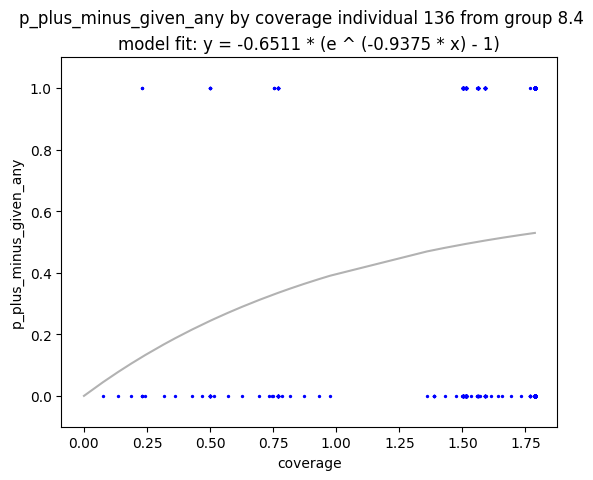 p_plus_minus_given_any by coverage individual 136 from group 8.4
model fit: y = -0.6511 * (e ^ (-0.9375 * x) - 1)
1.0
0.8
0.6
0.4
0.2
0.0
p_plus_minus_given_any
0.00 0.25 0.50 0.75 1.00 1.25 1.50 1.75
coverage